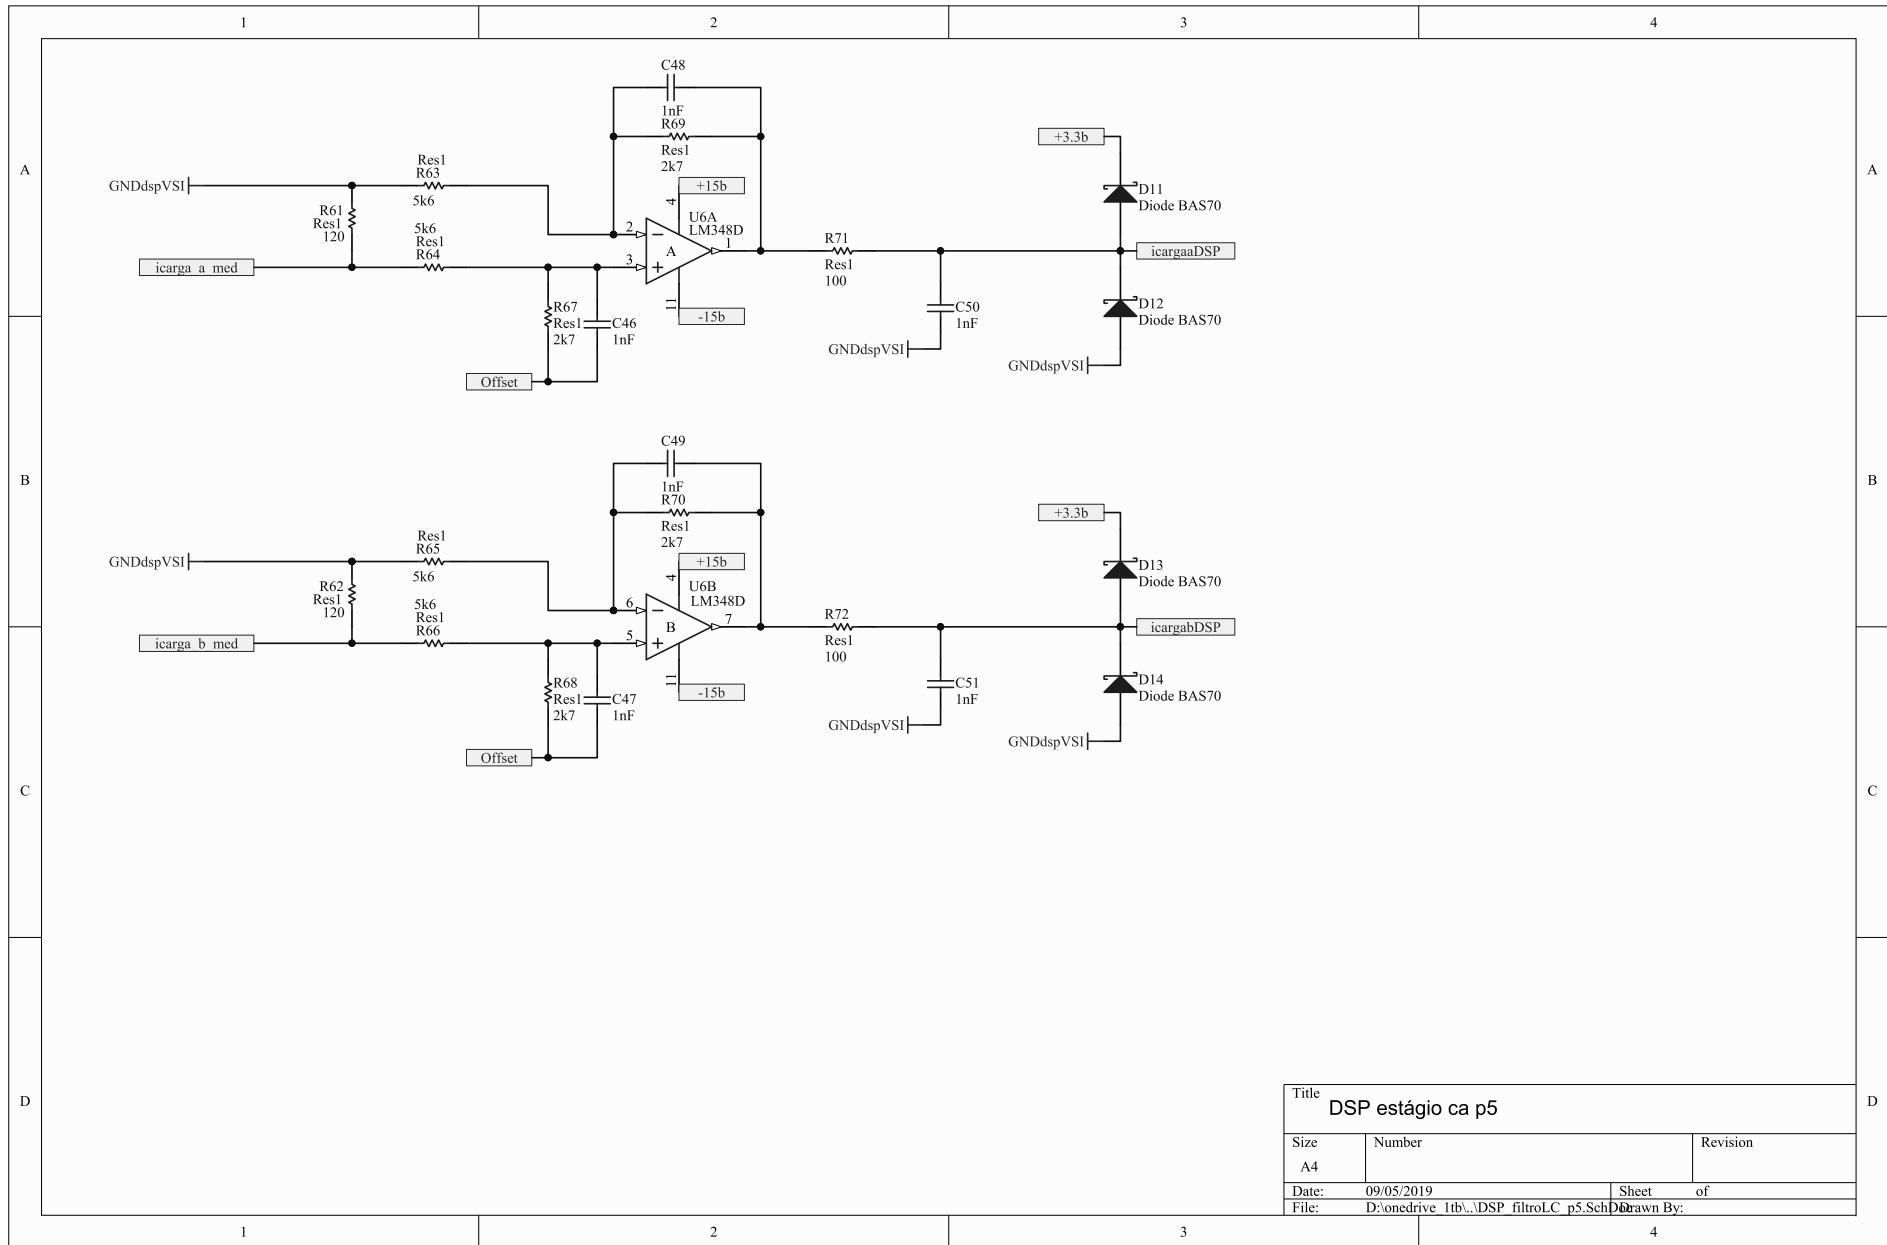 1 2 3 4
A A
B B
C C
D D
1 2 3 4
C48
1nF
R69
Res1
2k7
+15b
4
U6A
LM348D
A
2
3
1
11
-15b
GNDdspVSI
Res1
R63
5k6
R61
Res1
120
5k6
Res1
R64
icarga_a_med
R67
Res1
2k7
C46
1nF
Offset
R71
Res1
100
C50
1nF
GNDdspVSI
+3.3b
D11
Diode BAS70
icargaaDSP
D12
Diode BAS70
GNDdspVSI
C49
1nF
R70
Res1
2k7
+15b
4
U6B
LM348D
B
6
5
7
11
-15b
GNDdspVSI
Res1
R65
5k6
R62
Res1
120
5k6
Res1
R66
icarga_b_med
R68
Res1
2k7
C47
1nF
Offset
R72
Res1
100
C51
1nF
GNDdspVSI
+3.3b
D13
Diode BAS70
icargabDSP
D14
Diode BAS70
GNDdspVSI
Title
DSP estágio ca p5
Size Number Revision
A4
Date: 09/05/2019 Sheet of
File: D:\onedrive_1tb\..\DSP_filtroLC_p5.SchDoc Drawn By: